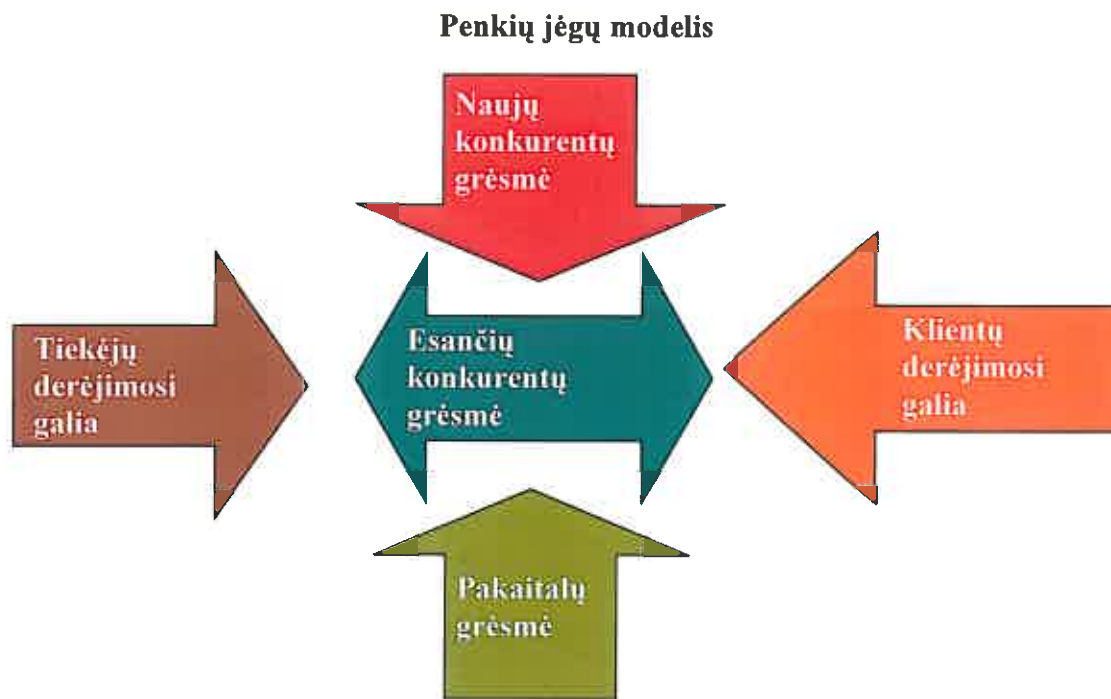 Penkių jėgų modelis
Naujų
konkurentų
grėsmė
Tiekėjų
derėjimosi
galia
Esančių
konkurentų
grėsmė
Klientų
derėjimosi
galia
Pakaitalų
grėsmė